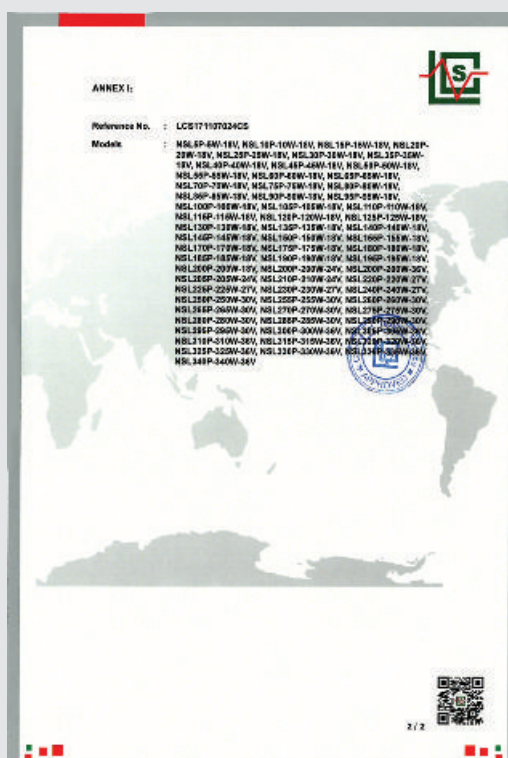 S
ANNEX I:
Reference No. : LCS171107024CS
Models : NSL5P-5W-18V, NSL10P-10W-18V, NSL15P-15W-18V, NSL20P-
20W-18V, NSL25P-25W-18V, NSL30P-30W-18V, NSL35P-35W-
18V, NSL40P-40W-18V, NSL45P-45W-18V, NSL50P-50W-18V,
NSL55P-55W-18V, NSL60P-60W-18V, NSL65P-65W-18V,
NSL70P-70W-18V, NSL75P-75W-18V, NSL80P-80W-18V,
NSL85P-85W-18V, NSL90P-90W-18V, NSL95P-95W-18V,
NSL100P-100W-18V, NSL105P-105W-18V, NSL110P-110W-18V,
NSL115P-115W-18V, NSL120P-120W-18V, NSL125P-125W-18V,
NSL130P-130W-18V, NSL135P-135W-18V, NSL140P-140W-18V,
NSL145P-145W-18V, NSL150P-150W-18V, NSL155P-155W-18V,
NSL170P-170W-18V, NSL175P-175W-18V, NSL180P-180W-18V,
NSL185P-185W-18V, NSL190P-190W-18V, NSL195P-195W-18V,
NSL200P-200W-18V, NSL200P-200W-24V, NSL200P-200W-36V,
NSL205P-205W-24V, NSL210P-310W-24V, NSL220P-220W-27V,
NSL225P-225W-27V, NSL230P-230W-27V, NSL240P-240W-27V,
NSL250P-250W-30V, NSL255P-255W-30V, NSL260P-260W-30V,
NSL265P-265W-30V, NSL270P-270W-30V,
NSL280P-280W-30V, NSL285P-285W-30V,
NSL295P-295W-30V, NSL300P-300W-36V,
NSL310P-310W-36V, NSL315P-315W-36V,
NSL325P-325W-36V, NSL330P-330W-36V,
NSL340P-340W-36V
APPROVED
2 / 2